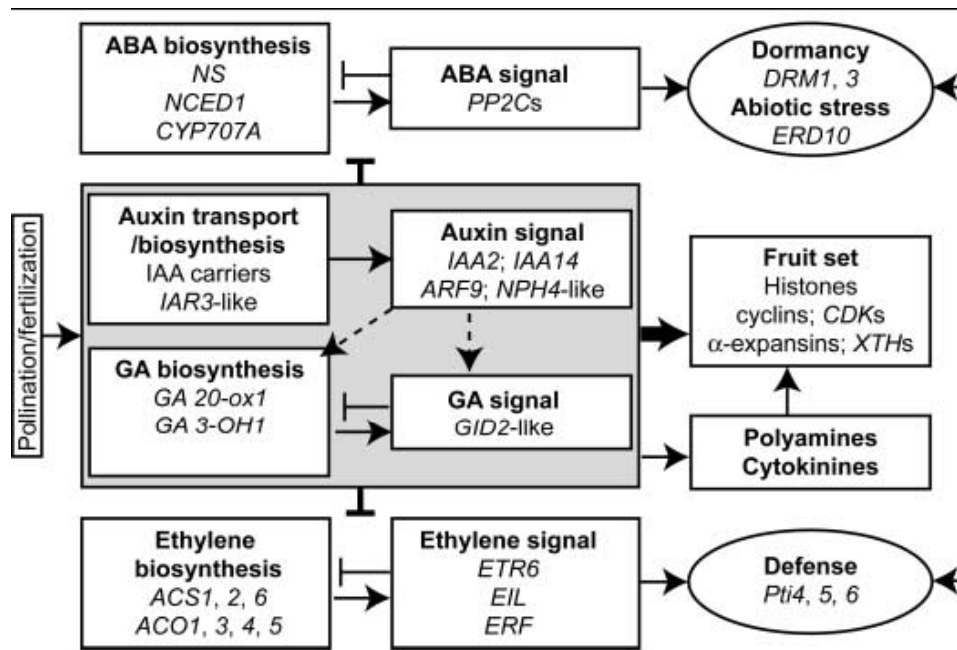 ABA biosynthesis
NS
NCED1
CYP707A
ABA signal
PP2Cs
Dormancy
DRM1, 3
Abiotic stress
ERD10
Pollination/fertilization
Auxin transport
/biosynthesis
IAA carriers
IAR3-like
Auxin signal
IAA2; IAA14
ARF9; NPH4-like
GA biosynthesis
GA 20-ox1
GA 3-OH1
GA signal
GID2-like
Fruit set
Histones
cyclins; CDKs
α-expansins; XTHs
Polyamines
Cytokinines
Ethylene
biosynthesis
ACS1, 2, 6
ACO1, 3, 4, 5
Ethylene signal
ETR6
EIL
ERF
Defense
Pti4, 5, 6